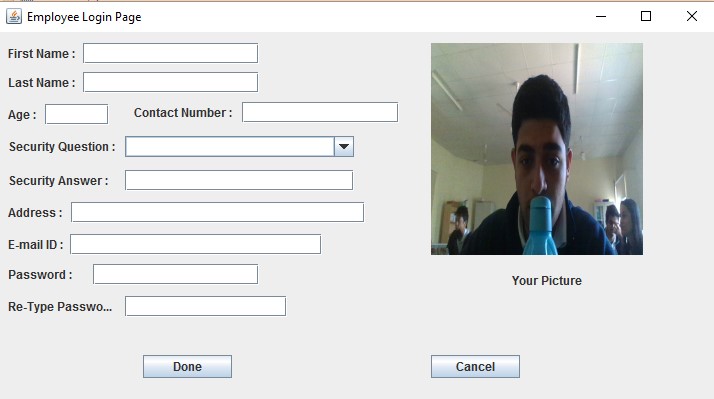 Employee Login Page
First Name :
Last Name :
Age :
Contact Number :
Security Question :
Security Answer :
Address :
E-mail ID :
Password :
Re-Type Passwo...
Your Picture
Done
Cancel